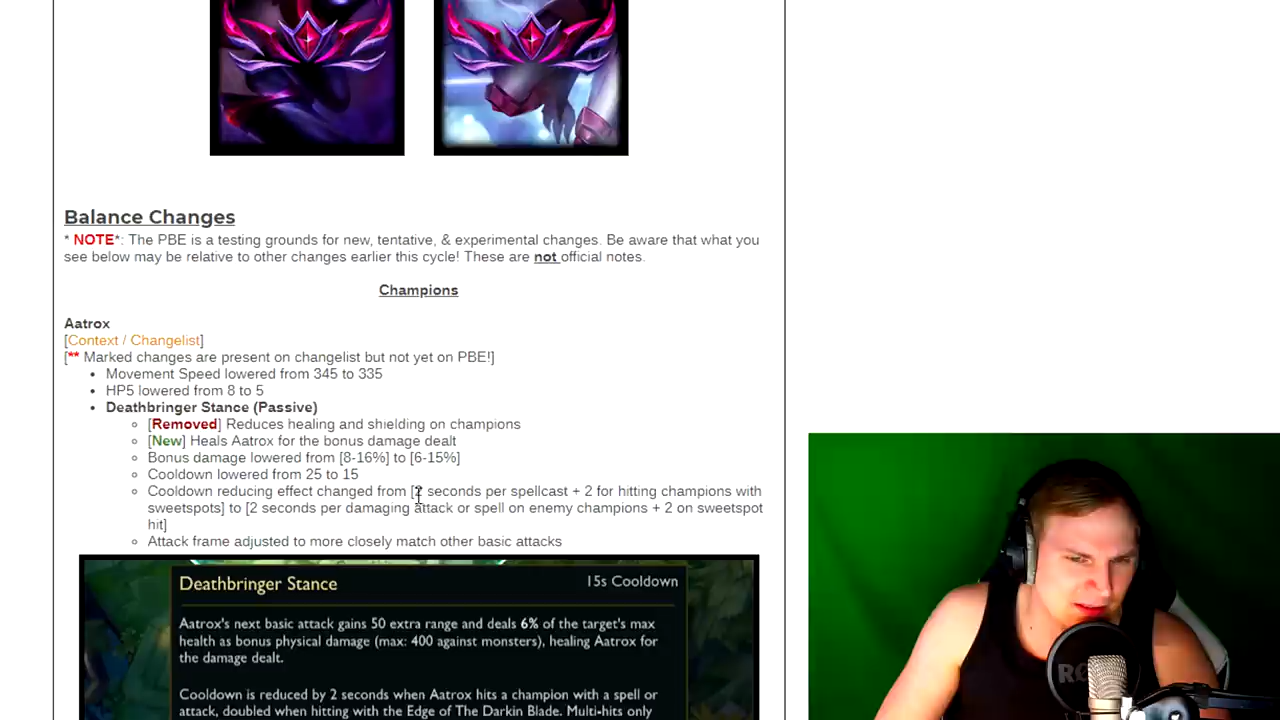 Balance Changes
* NOTE*: The PBE is a testing grounds for new, tentative, & experimental changes. Be aware that what you
see below may be relative to other changes earlier this cycle! These are not official notes.
Champions
Aatrox
[Context / Changelist]
[** Marked changes are present on changelist but not yet on PBE!]
• Movement Speed lowered from 345 to 335
• HP5 lowered from 8 to 5
• Deathbringer Stance (Passive)
◦ [Removed] Reduces healing and shielding on champions
◦ [New] Heals Aatrox for the bonus damage dealt
◦ Bonus damage lowered from [8-16%] to [6-15%]
◦ Cooldown lowered from 25 to 15
◦ Cooldown reducing effect changed from [2 seconds per spellcast + 2 for hitting champions with
sweetspots] to [2 seconds per damaging attack or spell on enemy champions + 2 on sweetspot
hit]
◦ Attack frame adjusted to more closely match other basic attacks
Deathbringer Stance 15s Cooldown
Aatrox's next basic attack gains 50 extra range and deals 6% of the target's max
health as bonus physical damage (max: 400 against monsters), healing Aatrox for
the damage dealt.
Cooldown is reduced by 2 seconds when Aatrox hits a champion with a spell or
attack, doubled when hitting with the Edge of The Darkin Blade. Multi-hits only